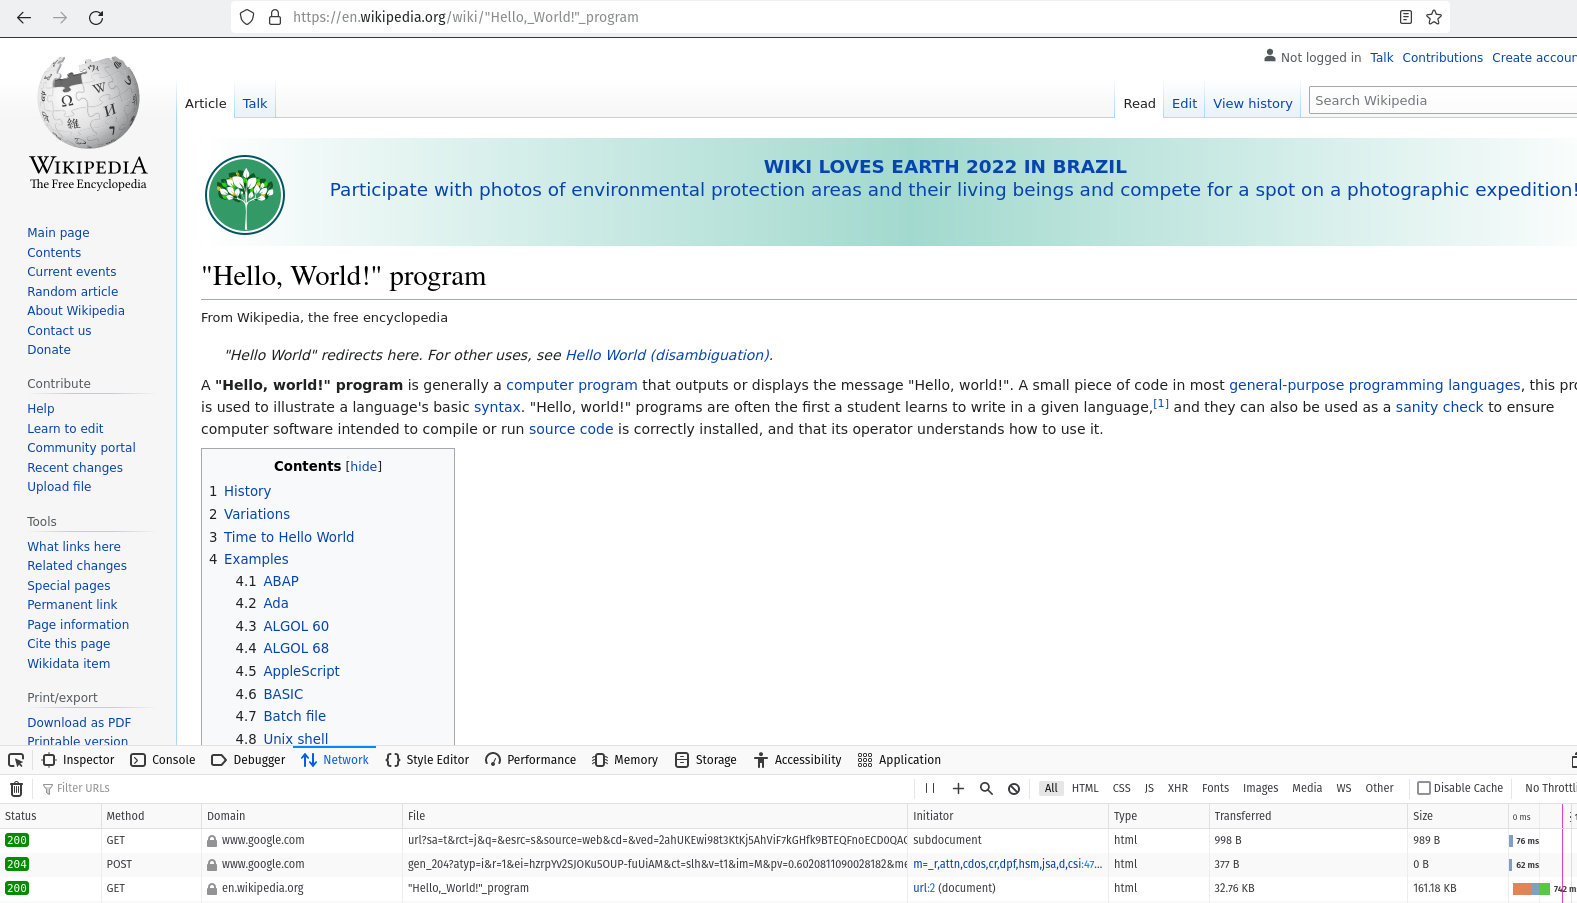 https://en.wikipedia.org/wiki/"Hello,_World!"_program
Not logged in Talk Contributions Create accoun
Article Talk Read Edit View history Search Wikipedia
WIKIPEDIA
The Free Encyclopedia
WIKI LOVES EARTH 2022 IN BRAZIL
Participate with photos of environmental protection areas and their living beings and compete for a spot on a photographic expedition!
Main page
Contents
Current events
Random article
About Wikipedia
Contact us
Donate
Contribute
Help
Learn to edit
Community portal
Recent changes
Upload file
Tools
What links here
Related changes
Special pages
Permanent link
Page information
Cite this page
Wikidata item
Print/export
Download as PDF
Printable version
"Hello, World!" program
From Wikipedia, the free encyclopedia
"Hello World" redirects here. For other uses, see Hello World (disambiguation).
A "Hello, world!" program is generally a computer program that outputs or displays the message "Hello, world!". A small piece of code in most general-purpose programming languages, this pro
is used to illustrate a language's basic syntax. "Hello, world!" programs are often the first a student learns to write in a given language,[1] and they can also be used as a sanity check to ensure
computer software intended to compile or run source code is correctly installed, and that its operator understands how to use it.
Contents [hide]
1 History
2 Variations
3 Time to Hello World
4 Examples
4.1 ABAP
4.2 Ada
4.3 ALGOL 60
4.4 ALGOL 68
4.5 AppleScript
4.6 BASIC
4.7 Batch file
4.8 Unix shell
Inspector Console Debugger Network Style Editor Performance Memory Storage Accessibility Application
Filter URLs All HTML CSS JS XHR Fonts Images Media WS Other Disable Cache No Throttli
Status Method Domain File Initiator Type Transferred Size 0 ms
200 GET www.google.com url?sa=t&rct=j&q=&esrc=s&source=web&cd=&ved=2ahUKEwi98t3KtKj5AhViF7kGHfk9BTEQFnoECD0QAC subdocument html 998 B 989 B 76 ms
204 POST www.google.com gen_204?atyp=i&r=1&ei=hzrpYv2SJOKu5OUP-fuUiAM&ct=slh&v=t1&im=M&pv=0.6020811090028182&me m=_r,attn,cdos,cr,dpf,hsm,jsa,d,csi:47... html 377 B 0 B 62 ms
200 GET en.wikipedia.org "Hello,_World!"_program url:2 (document) html 32.76 KB 161.18 KB 742 m